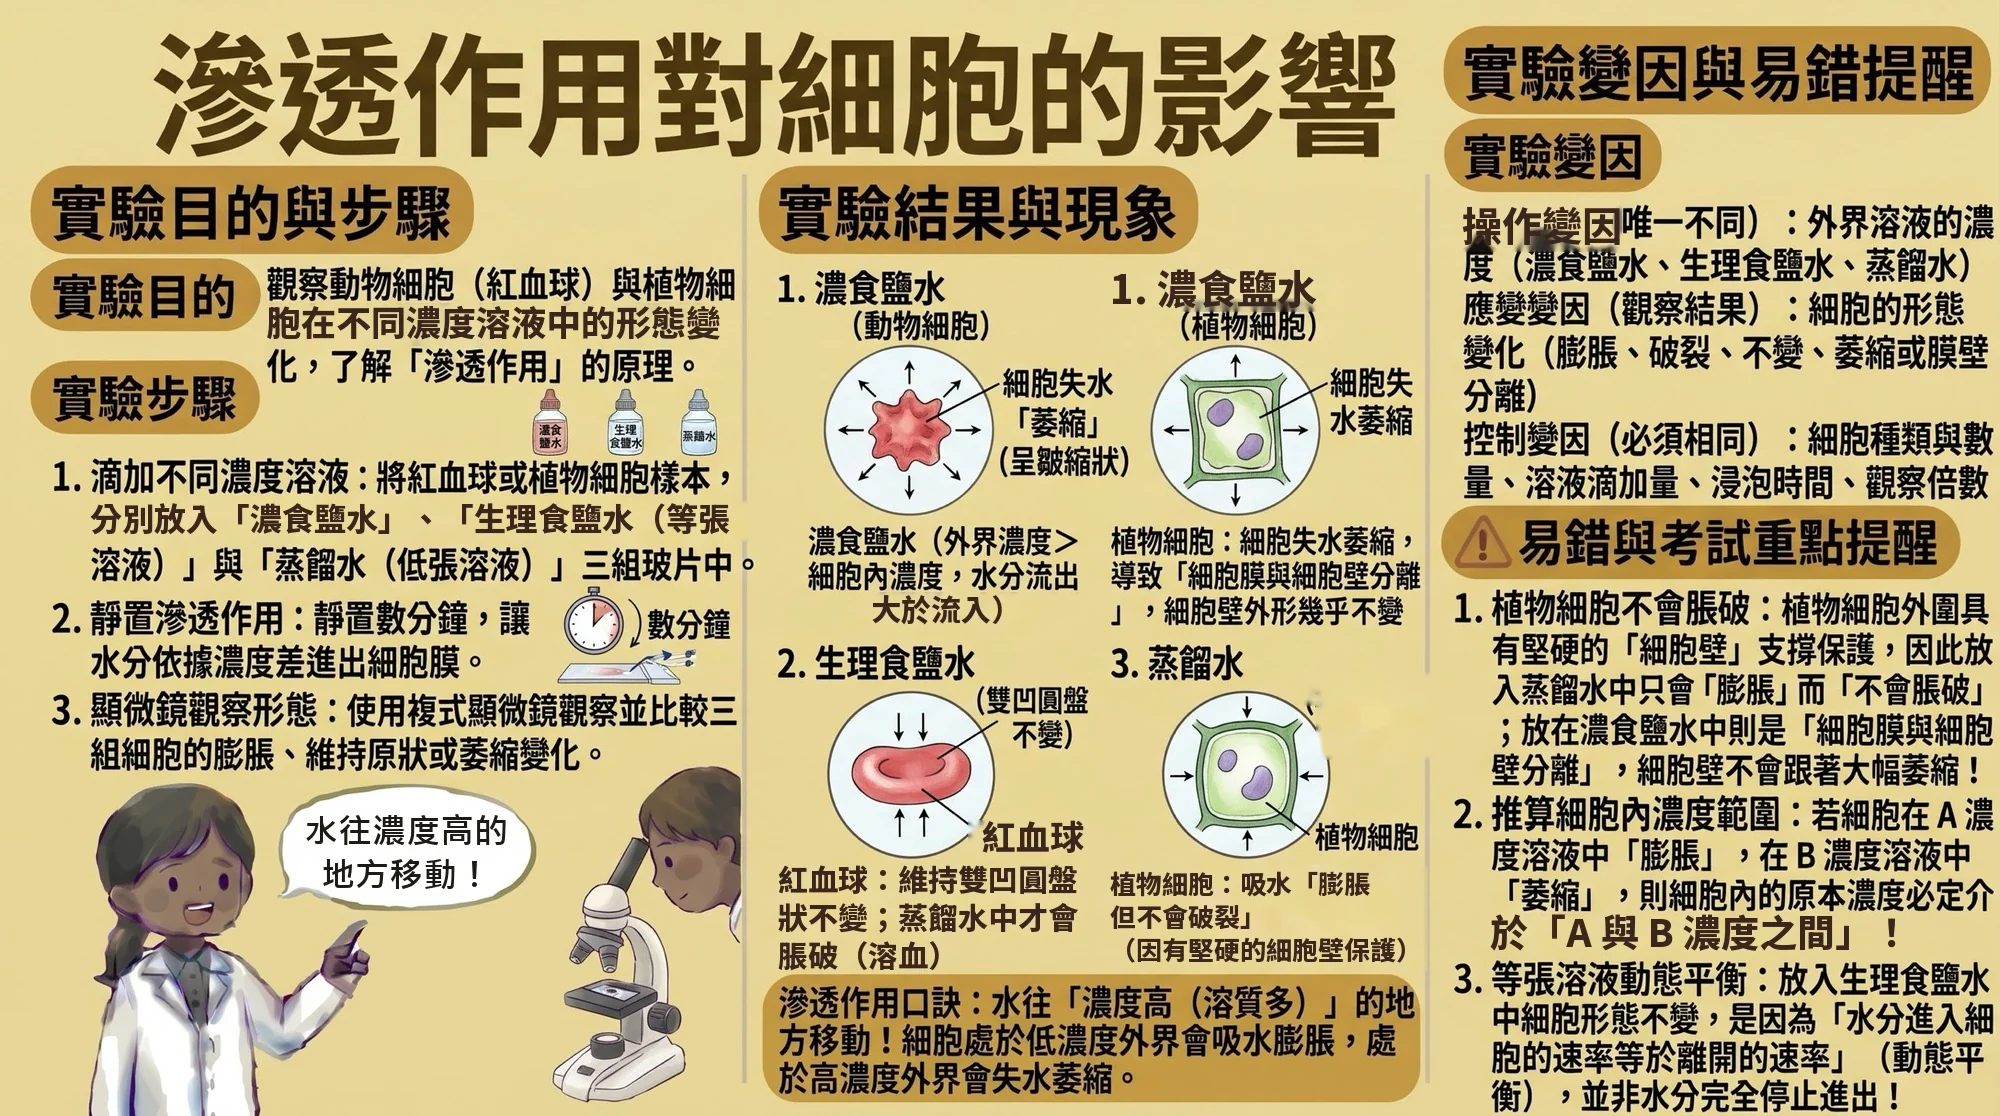 滲透作用對細胞的影響
實驗目的與步驟
實驗目的
觀察動物細胞（紅血球）與植物細
胞在不同濃度溶液中的形態變
化，了解「滲透作用」的原理。
實驗步驟
濃食
鹽水
生理
食鹽水
蒸餾水
1. 滴加不同濃度溶液：將紅血球或植物細胞樣本，
分別放入「濃食鹽水」、「生理食鹽水（等張
溶液）」與「蒸餾水（低張溶液）」三組玻片中。
2. 靜置滲透作用：靜置數分鐘，讓
水分依據濃度差進出細胞膜。
數分鐘
3. 顯微鏡觀察形態：使用複式顯微鏡觀察並比較三
組細胞的膨脹、維持原狀或萎縮變化。
水往濃度高的
地方移動！
實驗結果與現象
1. 濃食鹽水
（動物細胞）
細胞失水
「萎縮」
（呈皺縮狀）
濃食鹽水（外界濃度＞
細胞內濃度，水分流出
大於流入）
1. 濃食鹽水
（植物細胞）
細胞失
水萎縮
植物細胞：細胞失水萎縮，
導致「細胞膜與細胞壁分離
」，細胞壁外形幾乎不變
2. 生理食鹽水
（雙凹圓盤
不變）
紅血球
紅血球：維持雙凹圓盤
狀不變；蒸餾水中才會
脹破（溶血）
3. 蒸餾水
植物細胞
植物細胞：吸水「膨脹
但不會破裂」
（因有堅硬的細胞壁保護）
滲透作用口訣：水往「濃度高（溶質多）」的地
方移動！細胞處於低濃度外界會吸水膨脹，處
於高濃度外界會失水萎縮。
實驗變因與易錯提醒
實驗變因
操作變因唯一不同）：外界溶液的濃
度（濃食鹽水、生理食鹽水、蒸餾水）
應變變因（觀察結果）：細胞的形態
變化（膨脹、破裂、不變、萎縮或膜壁
分離）
控制變因（必須相同）：細胞種類與數
量、溶液滴加量、浸泡時間、觀察倍數
易錯與考試重點提醒
1. 植物細胞不會脹破：植物細胞外圍具
有堅硬的「細胞壁」支撐保護，因此放
入蒸餾水中只會「膨脹」而「不會脹破」
；放在濃食鹽水中則是「細胞膜與細胞
壁分離」，細胞壁不會跟著大幅萎縮！
2. 推算細胞內濃度範圍：若細胞在 A 濃
度溶液中「膨脹」，在 B 濃度溶液中
「萎縮」，則細胞內的原本濃度必定介
於「A 與 B 濃度之間」！
3. 等張溶液動態平衡：放入生理食鹽水
中細胞形態不變，是因為「水分進入細
胞的速率等於離開的速率」（動態平
衡），並非水分完全停止進出！